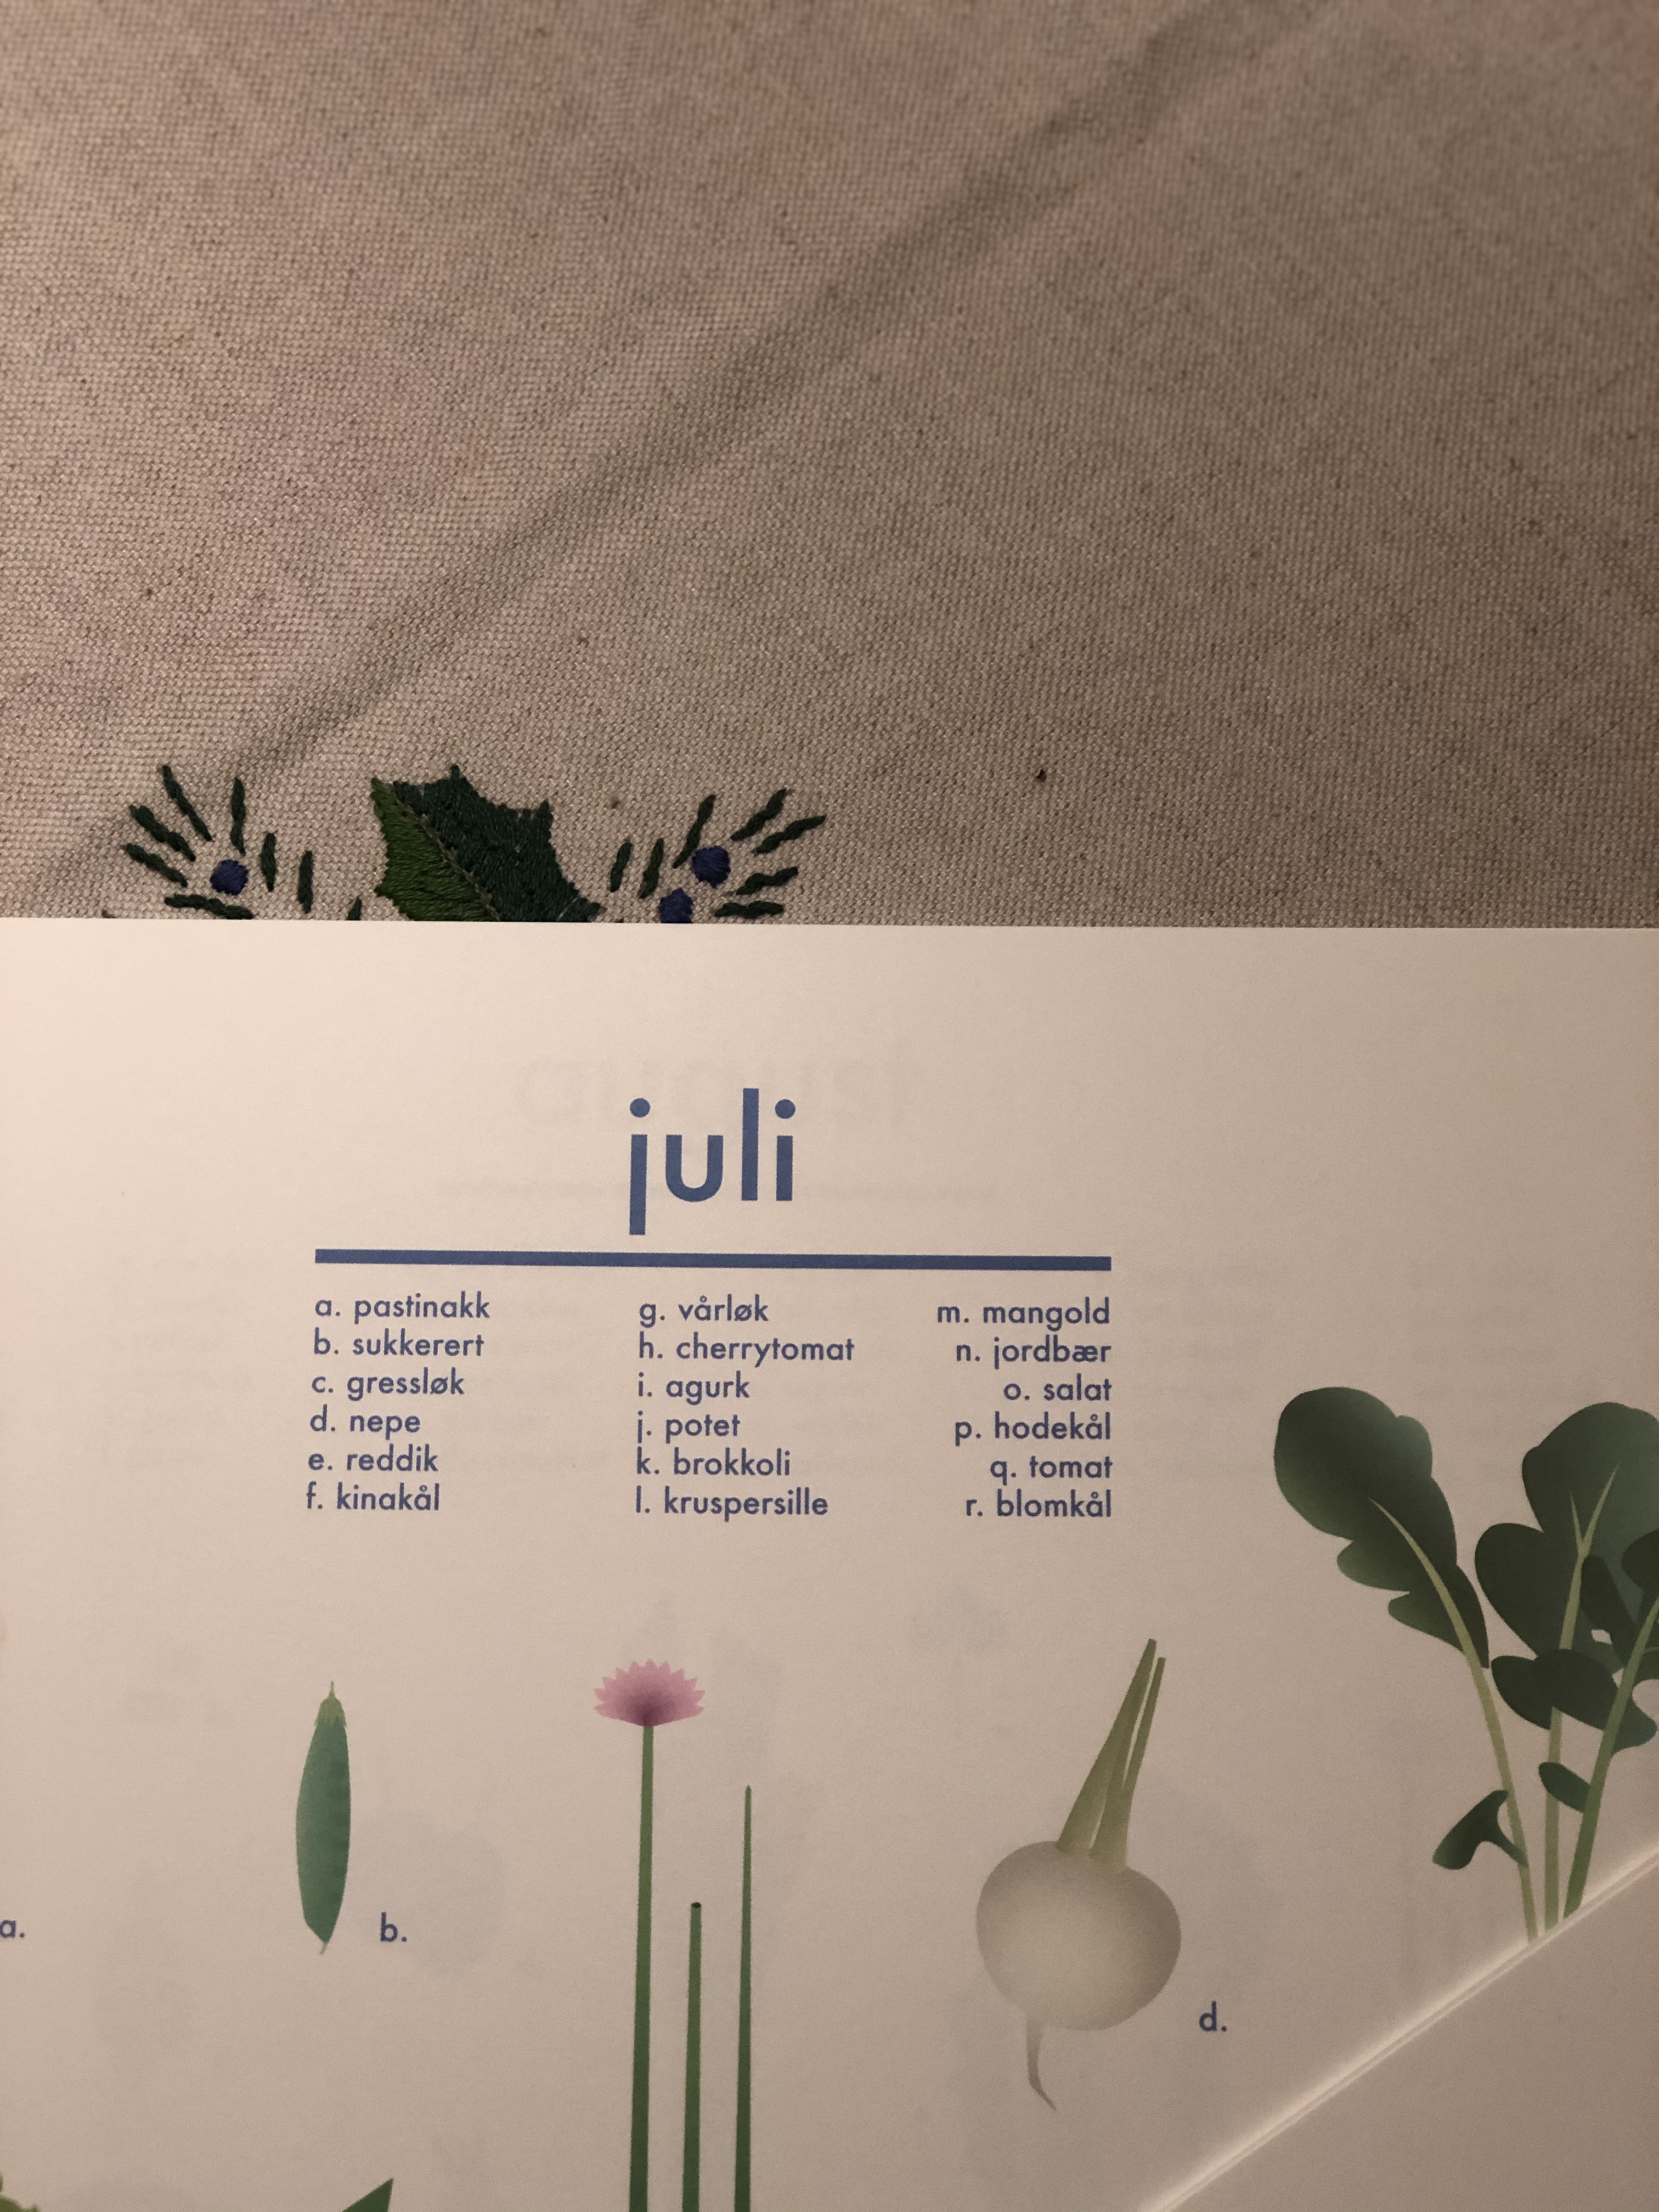 juli
a. pastinakk
b. sukkerert
c. gressløk
d. nepe
e. reddik
f. kinakål
g. vårløk
h. cherrytomat
i. agurk
j. potet
k. brokkoli
l. kruspersille
m. mangold
n. jordbær
o. salat
p. hodekål
q. tomat
r. blomkål
a.
b.
d.